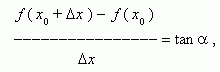 f ( x₀ + Δx ) − f ( x₀ )
-------------------- = tan α ,
Δx